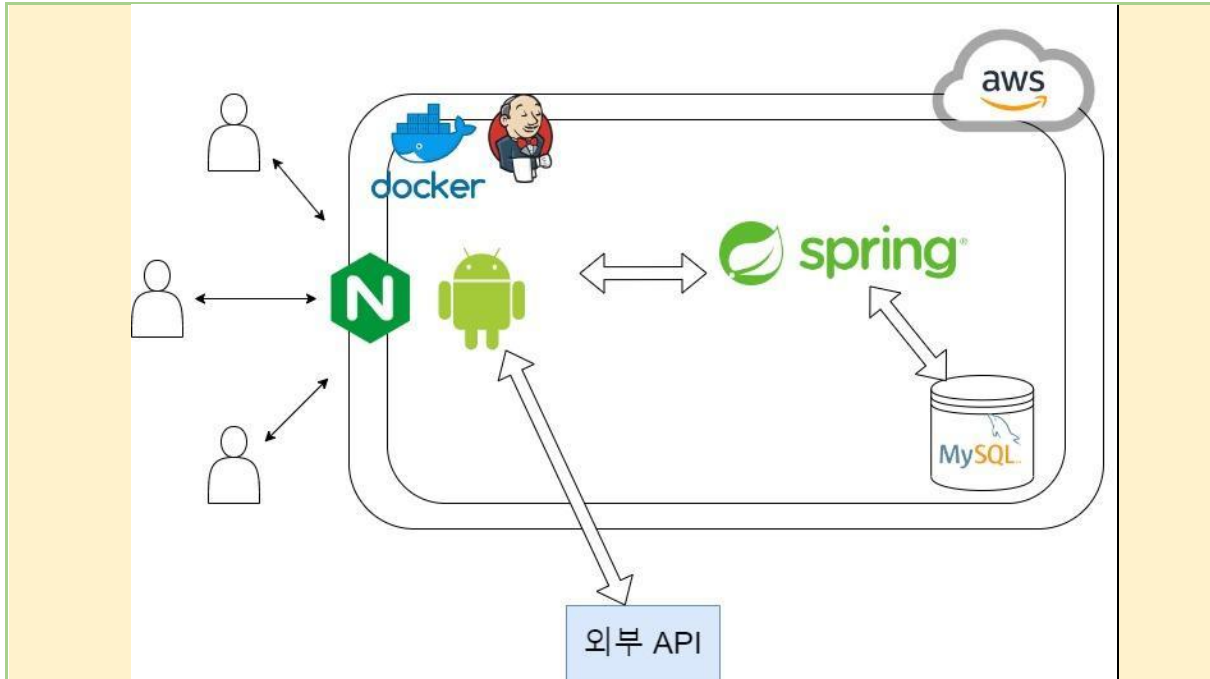 aws
docker
N
spring
MySQL
외부 API